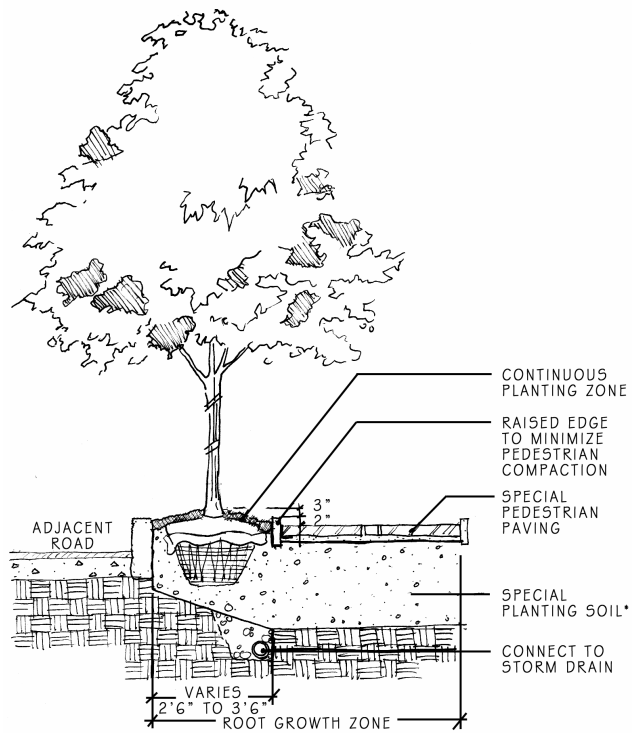 CONTINUOUS
PLANTING ZONE
RAISED EDGE
TO MINIMIZE
PEDESTRIAN
COMPACTION
3"
2"
SPECIAL
PEDESTRIAN
PAVING
ADJACENT
ROAD
SPECIAL
PLANTING SOIL*
CONNECT TO
STORM DRAIN
VARIES
2'6" TO 3'6"
ROOT GROWTH ZONE